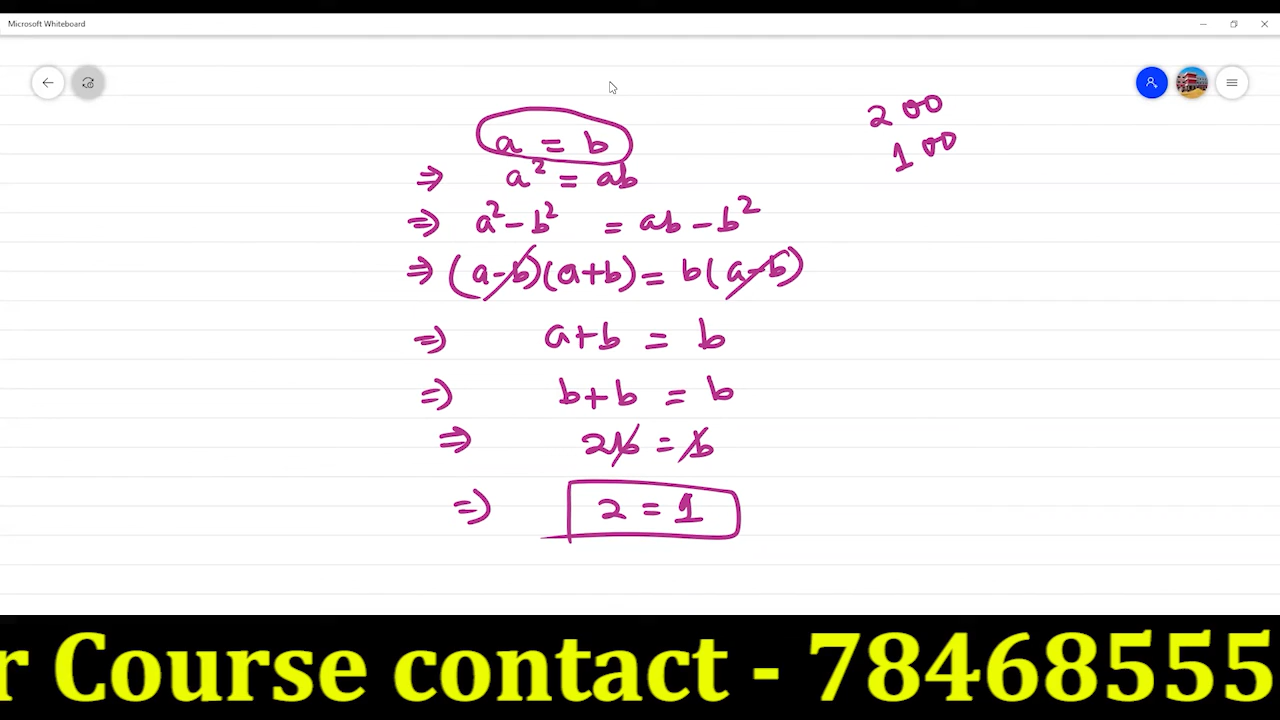 Microsoft Whiteboard
200
100
a = b
⇒ a² = ab
⇒ a² - b² = ab - b²
⇒ (a-b)(a+b) = b(a-b)
⇒ a+b = b
⇒ b+b = b
⇒ 2b = b
⇒ 2 = 1
r Course contact - 78468555